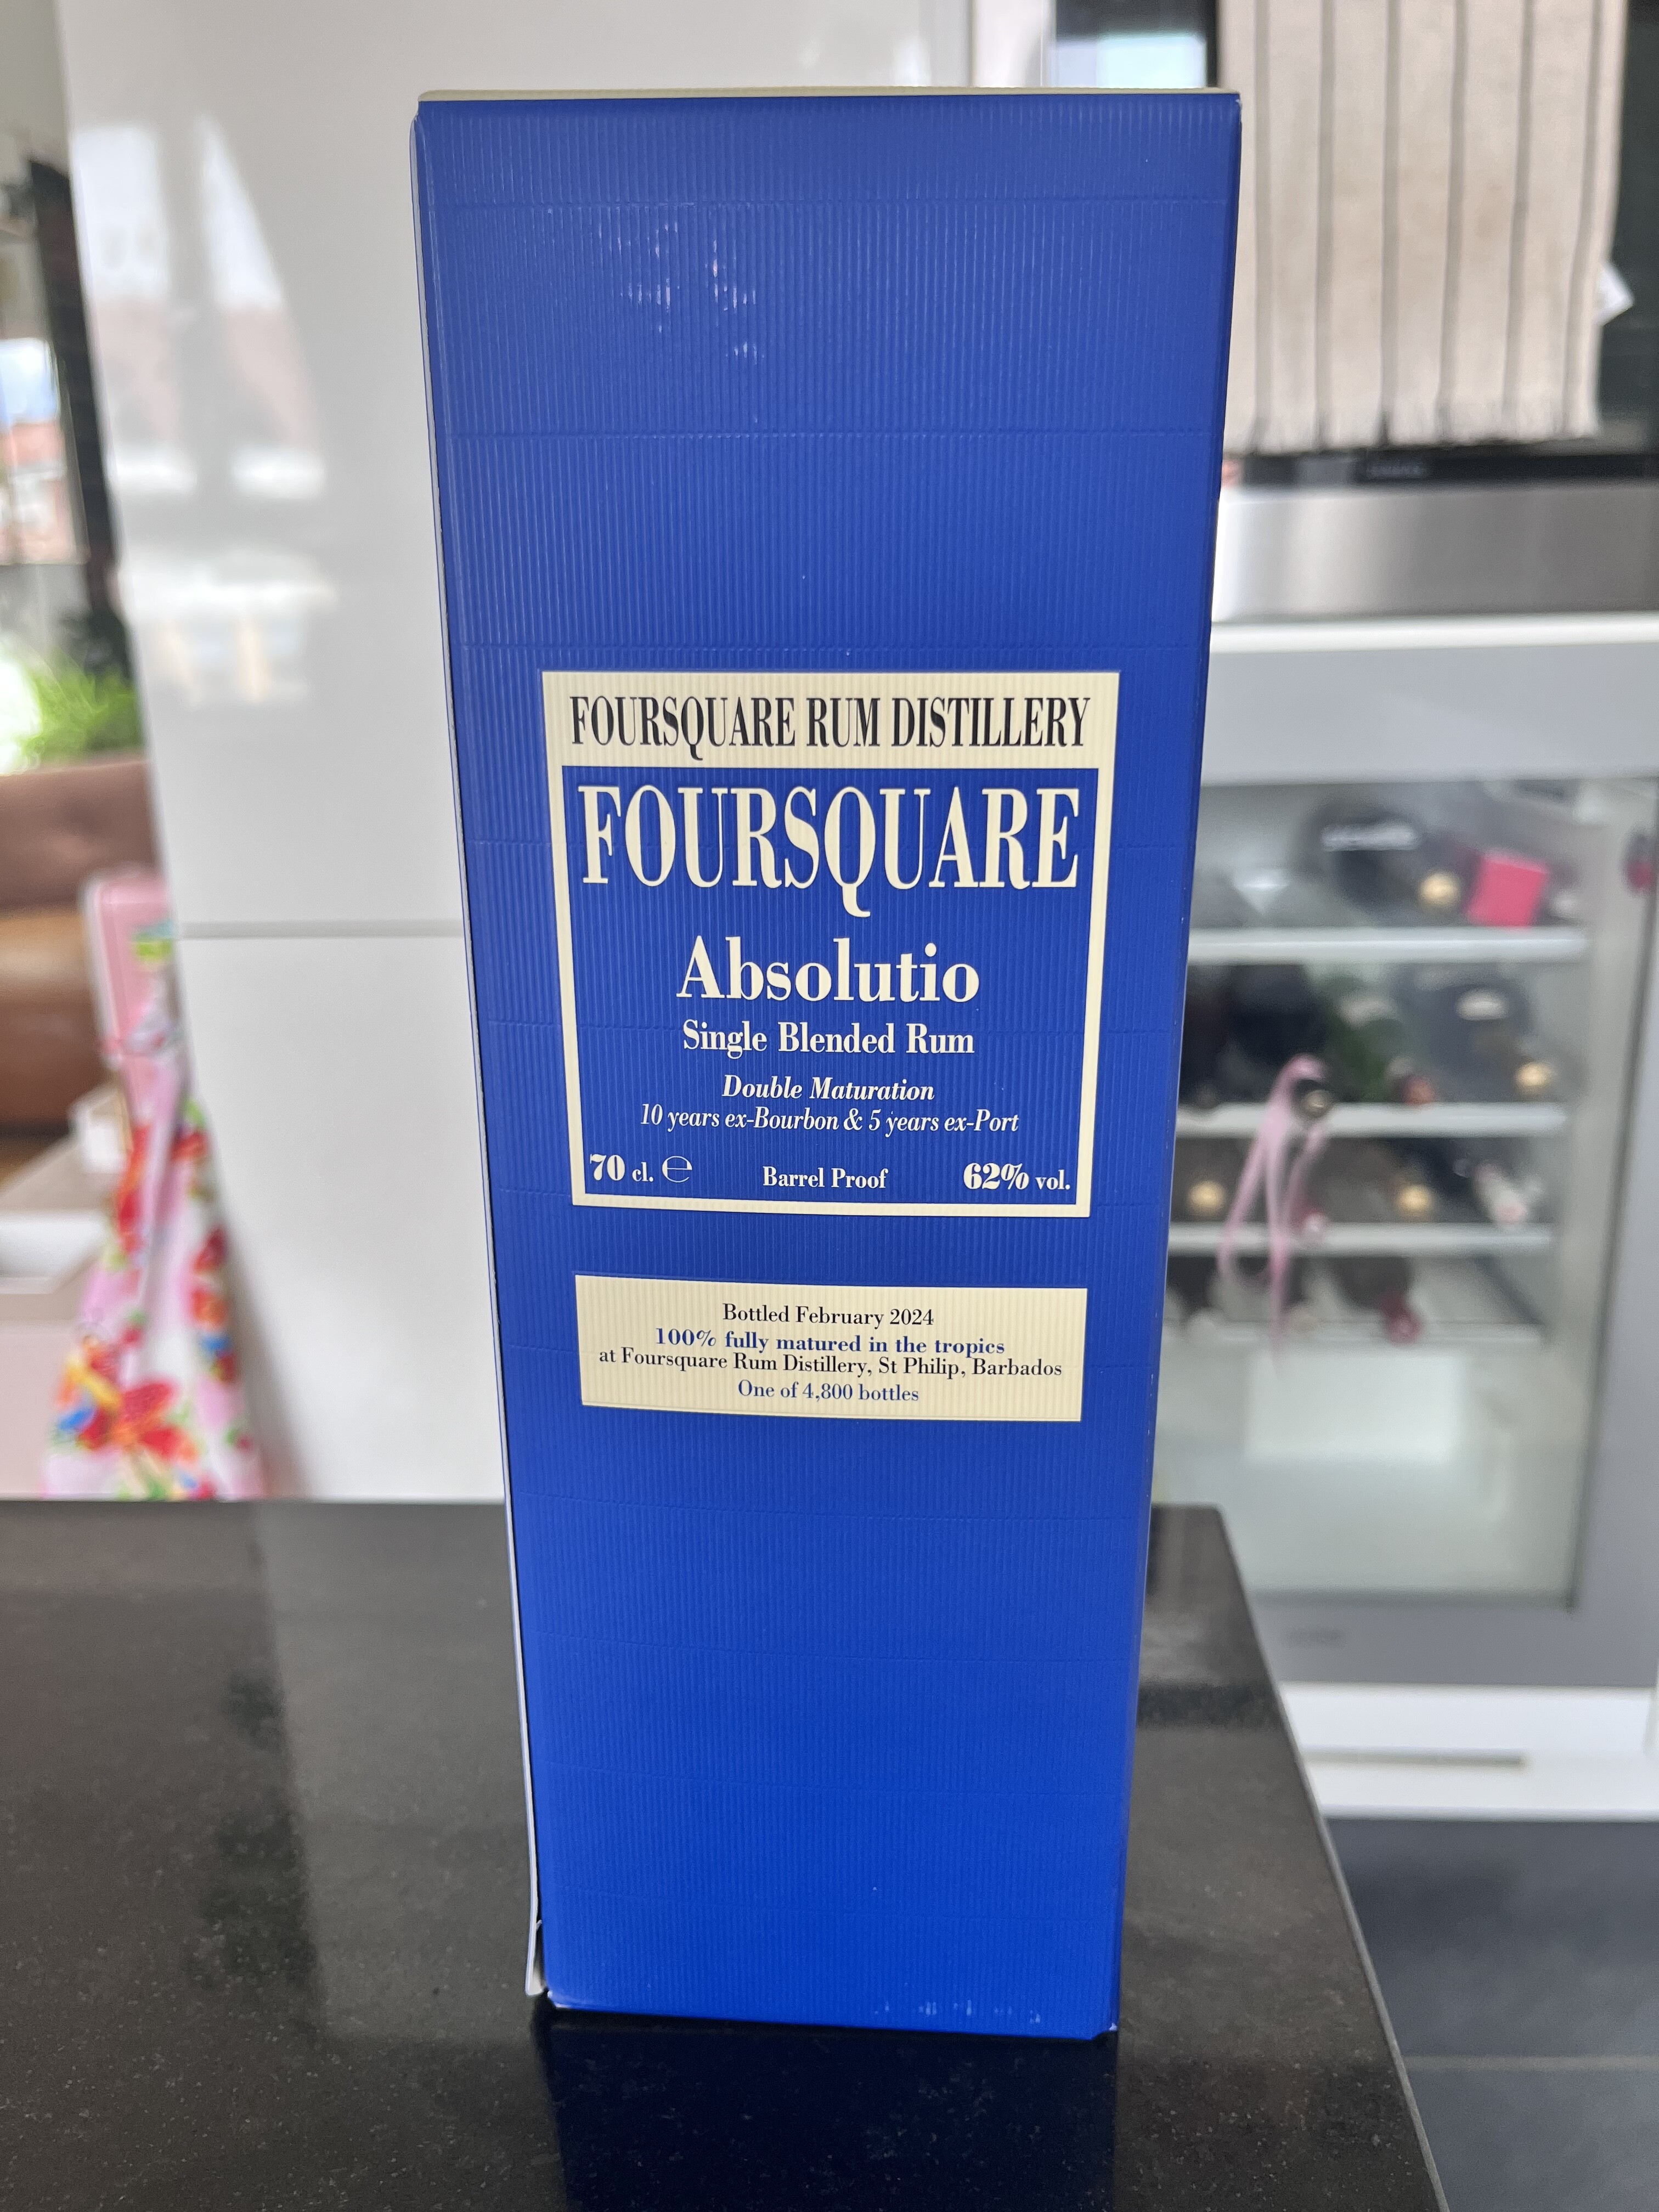 FOURSQUARE RUM DISTILLERY
FOURSQUARE
Absolutio
Single Blended Rum
Double Maturation
10 years ex-Bourbon & 5 years ex-Port
70 cl. ℮ Barrel Proof 62% vol.
Bottled February 2024
100% fully matured in the tropics
at Foursquare Rum Distillery, St Philip, Barbados
One of 4,800 bottles